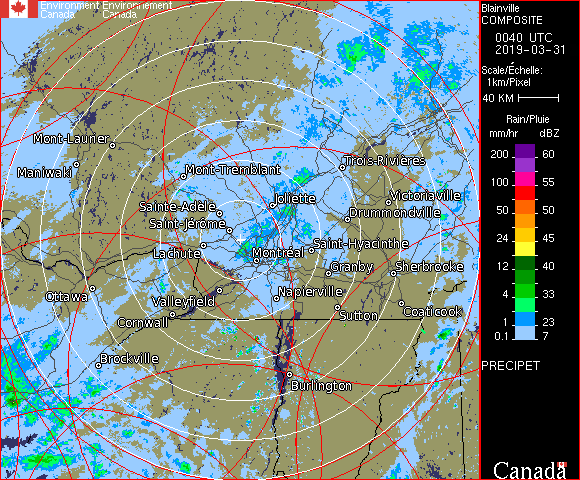 Environment Environnement
Canada Canada
Blainville
COMPOSITE
0040 UTC
2019-03-31
Scale/Échelle:
1km/Pixel
40 KM
Rain/Pluie
mm/hr dBZ
200 60
100 55
50 50
24 45
12 40
4 33
1 23
0.1 7
PRECIPET
Canada
Mont-Laurier
Maniwaki
Mont-Tremblant
Trois-Rivières
Sainte-Adele
Joliette
Victoriaville
Drummondville
Saint-Jérôme
Lachute
Montréal
Saint-Hyacinthe
Granby
Sherbrooke
Ottawa
Valleyfield
Napierville
Cornwall
Sutton
Coaticook
Brockville
Burlington